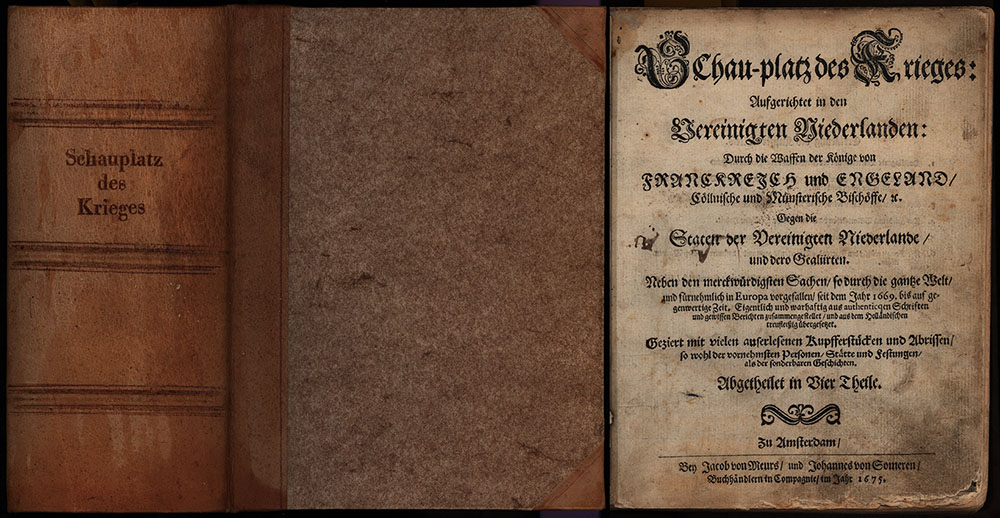 Schauplatz
des
Krieges
SChau-platz des Krieges:
Aufgerichtet in den
Vereinigten Niederlanden:
Durch die Waffen der Könige von
FRANCKREJCH und ENGELAND/
Cöllnische und Münsterische Bischöffe/ ꝛc.
Gegen die
Staten der Vereinigten Niederlande/
und dero Gealiirten.
Neben den merckwürdigsten Sachen/ so durch die gantze Welt/
und fürnehmlich in Europa vorgefallen/ seit dem Jahr 1669. bis auf ge-
genwertige Zeit. Eigentlich und warhaftig aus authenticqen Schriften
und gewissen Berichten zusammengestellet/ und aus dem Holländischen
treufleißig übergesetzet.
Geziert mit vielen auserlesenen Kupfferstücken und Abrissen/
so wohl der vornehmsten Personen/ Stätte und Festungen/
als der sonderbaren Geschichten.
Abgetheilet in Vier Theile.
Zu Amsterdam/
Bey Jacob von Meurs/ und Johannes von Someren/
Buchhändlern in Compagnie/ im Jahr 1675.